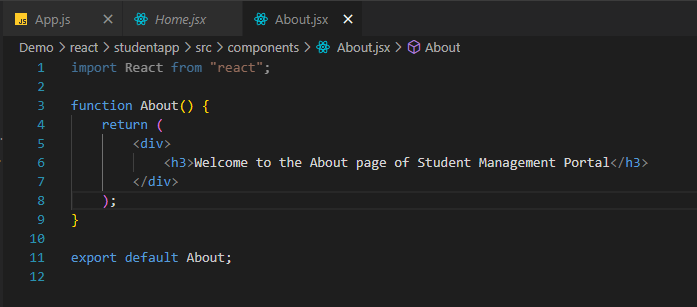 JS App.js × Home.jsx About.jsx ×
Demo > react > studentapp > src > components > About.jsx > About
1 import React from "react";
2
3 function About() {
4     return (
5         <div>
6             <h3>Welcome to the About page of Student Management Portal</h3>
7         </div>
8     );
9 }
10
11 export default About;
12